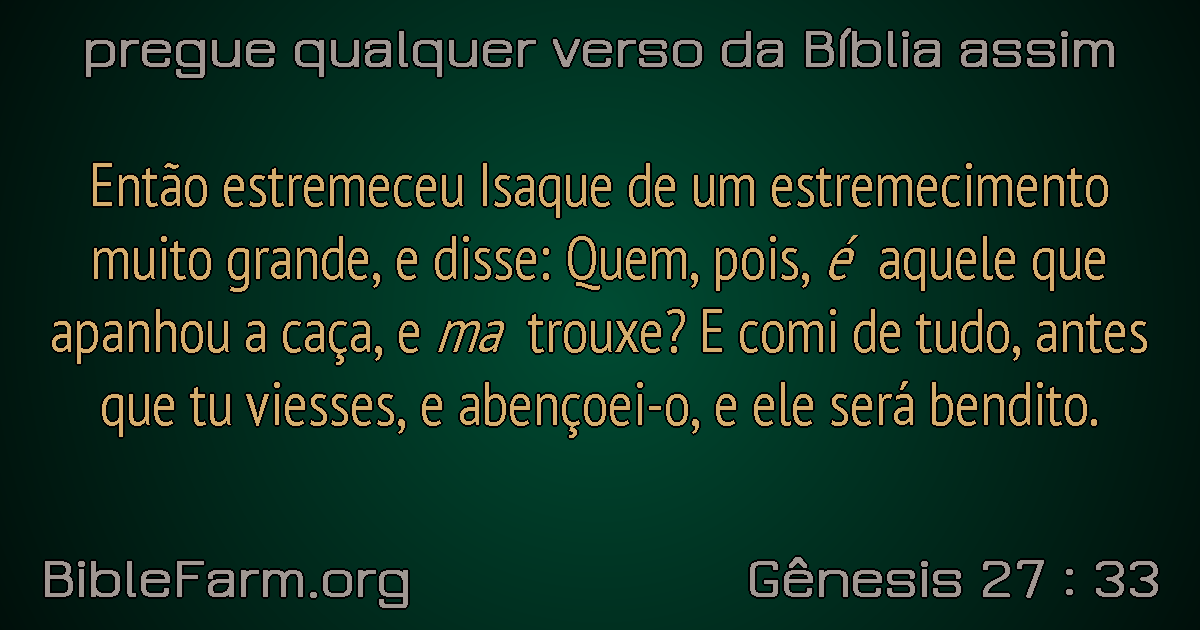 pregue qualquer verso da Bíblia assim
Então estremeceu Isaque de um estremecimento
muito grande, e disse: Quem, pois, é aquele que
apanhou a caça, e ma trouxe? E comi de tudo, antes
que tu viesses, e abençoei-o, e ele será bendito.
BibleFarm.org
Gênesis 27 : 33